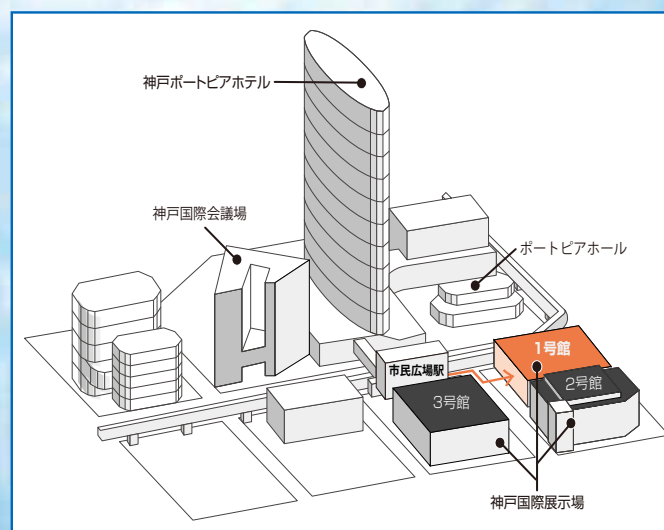 神戸ポートピアホテル
神戸国際会議場
ポートピアホール
1号館
市民広場駅
2号館
3号館
神戸国際展示場